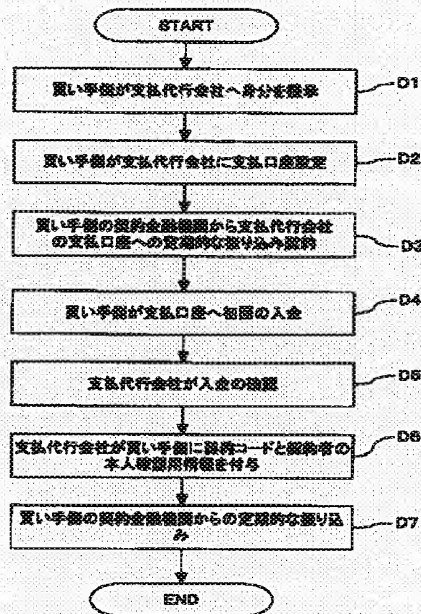 START
買い手側が支払代行会社へ身分を提示
D1
買い手側が支払代行会社に支払口座設定
D2
買い手側の契約金融機関から支払代行会社
の支払口座への定期的な振り込み契約
D3
買い手側が支払口座へ初回の入金
D4
支払代行会社が入金の確認
D5
支払代行会社が買い手側に契約コードと契約者の
本人確認用情報を付与
D6
買い手側の契約金融機関からの定期的な振り込
み
D7
END